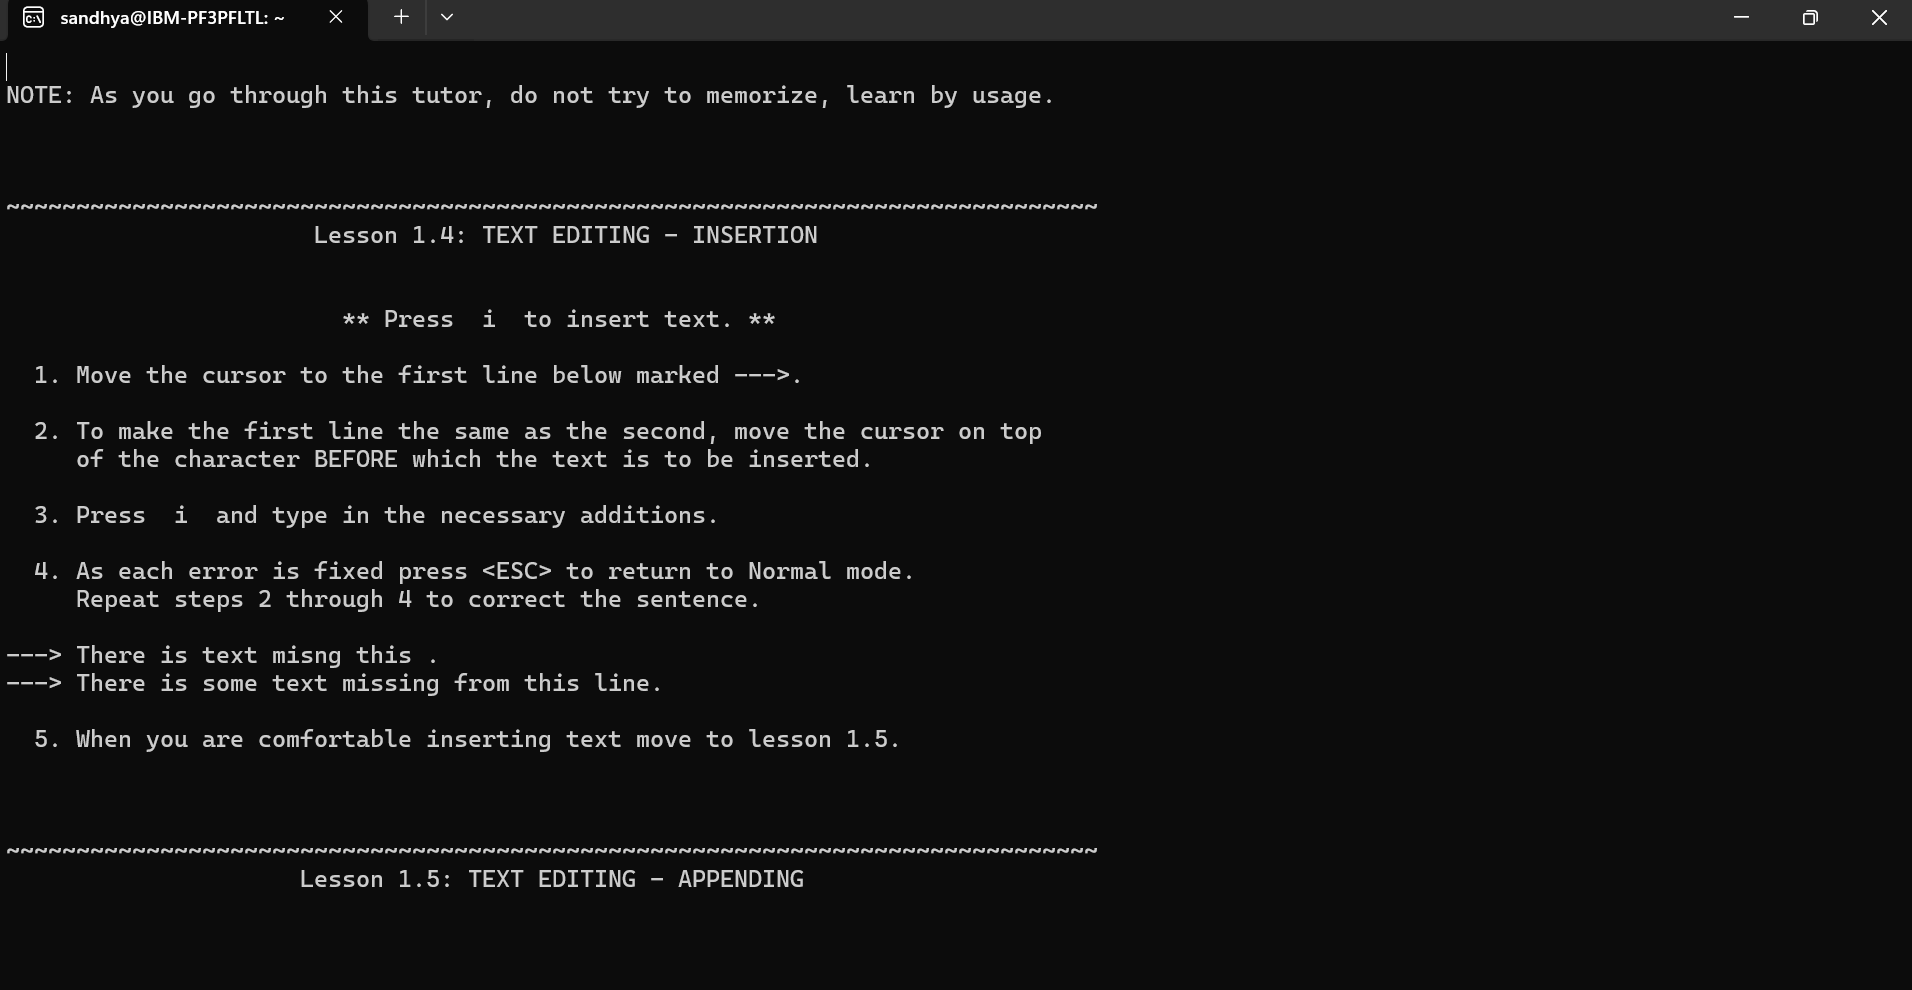 sandhya@IBM-PF3PFLTL: ~
NOTE: As you go through this tutor, do not try to memorize, learn by usage.
~~~~~~~~~~~~~~~~~~~~~~~~~~~~~~~~~~~~~~~~~~~~~~~~~~~~~~~~~~~~~~~~~~~~~~~~~~~~~~
Lesson 1.4: TEXT EDITING - INSERTION
** Press  i  to insert text. **
1. Move the cursor to the first line below marked --->.
2. To make the first line the same as the second, move the cursor on top
of the character BEFORE which the text is to be inserted.
3. Press  i  and type in the necessary additions.
4. As each error is fixed press <ESC> to return to Normal mode.
Repeat steps 2 through 4 to correct the sentence.
---> There is text misng this .
---> There is some text missing from this line.
5. When you are comfortable inserting text move to lesson 1.5.
~~~~~~~~~~~~~~~~~~~~~~~~~~~~~~~~~~~~~~~~~~~~~~~~~~~~~~~~~~~~~~~~~~~~~~~~~~~~~~
Lesson 1.5: TEXT EDITING - APPENDING